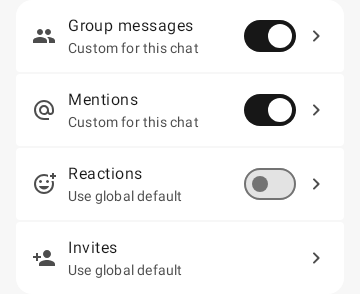 Group messages
Custom for this chat
Mentions
Custom for this chat
Reactions
Use global default
Invites
Use global default